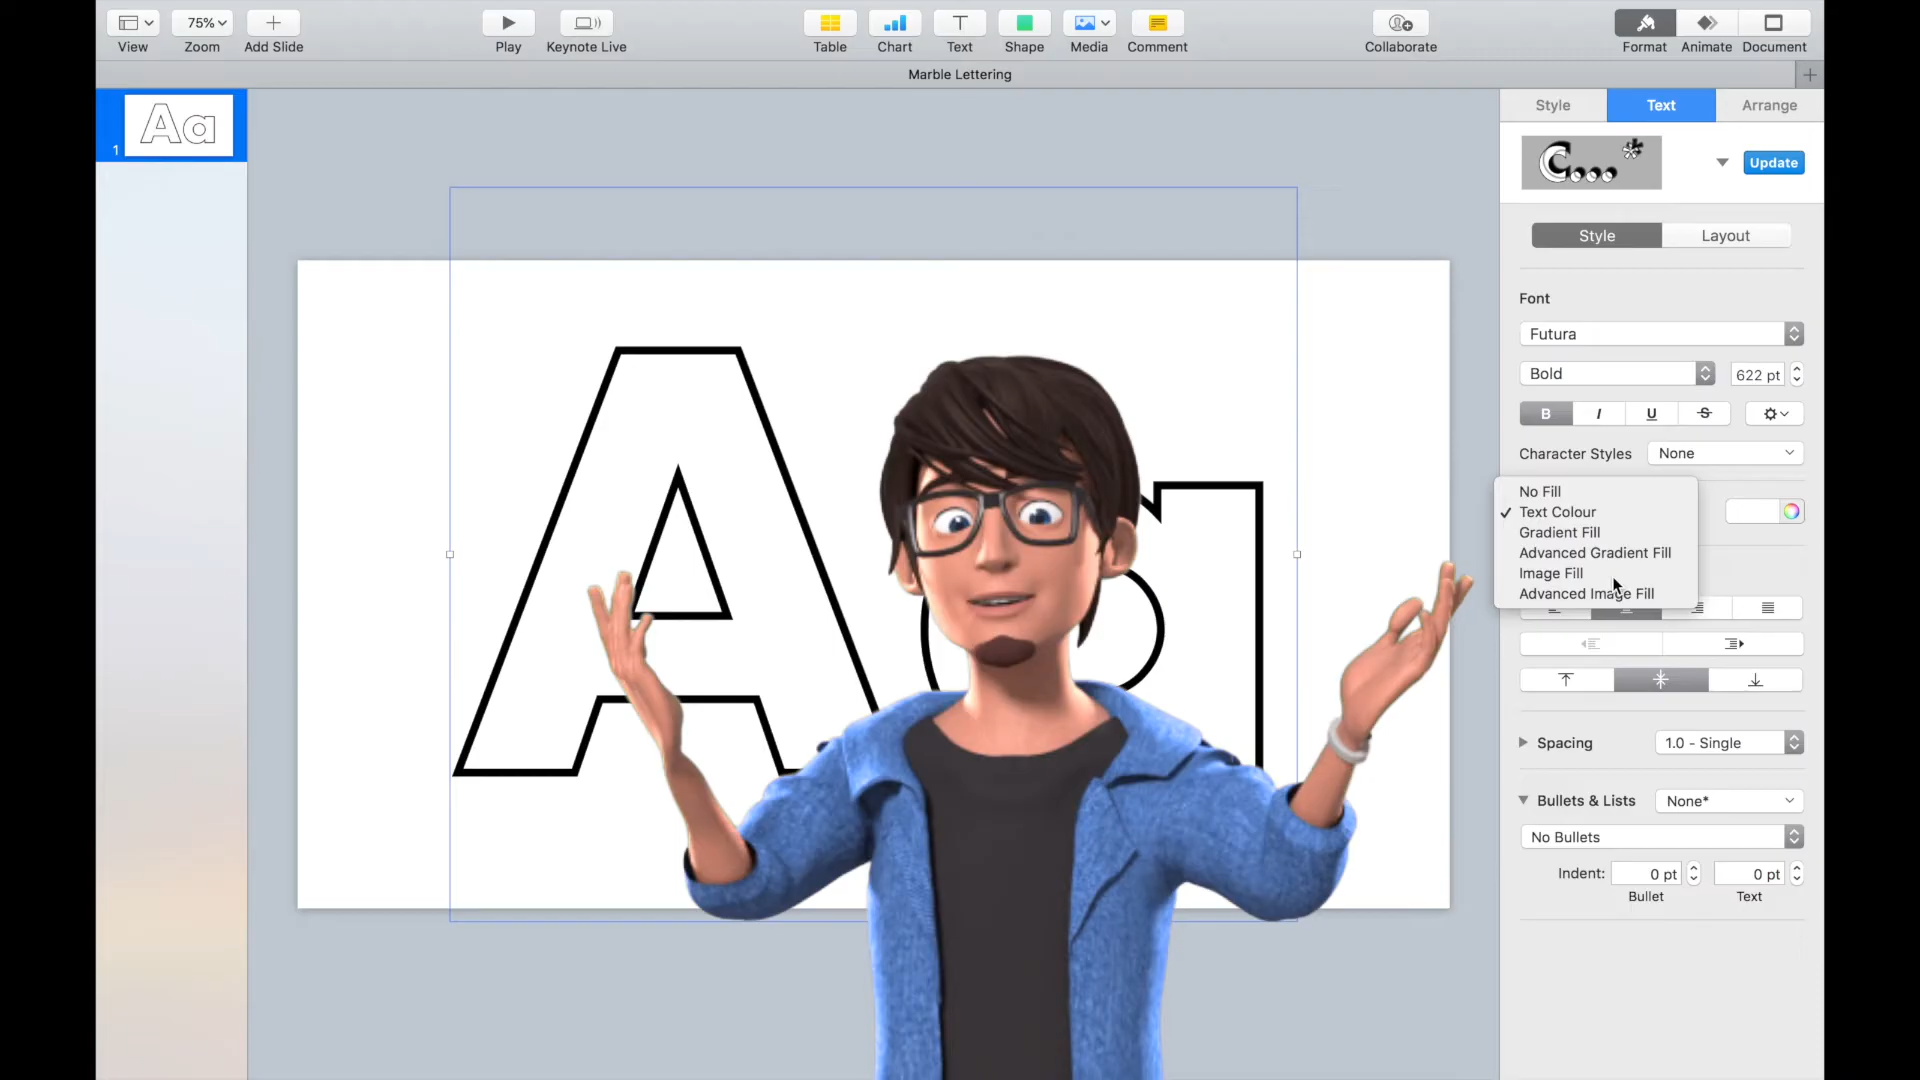 75%
View
Zoom
Add Slide
Play
Keynote Live
Table
Chart
Text
Shape
Media
Comment
Collaborate
Format
Animate
Document
Marble Lettering
Aa
1
Style
Text
Arrange
C...*
Update
Style
Layout
Font
Futura
Bold
622 pt
B
I
U
S
Character Styles
None
No Fill
✓ Text Colour
Gradient Fill
Advanced Gradient Fill
Image Fill
Advanced Image Fill
Spacing
1.0 - Single
Bullets & Lists
None*
No Bullets
Indent:
0 pt
0 pt
Bullet
Text
Aa